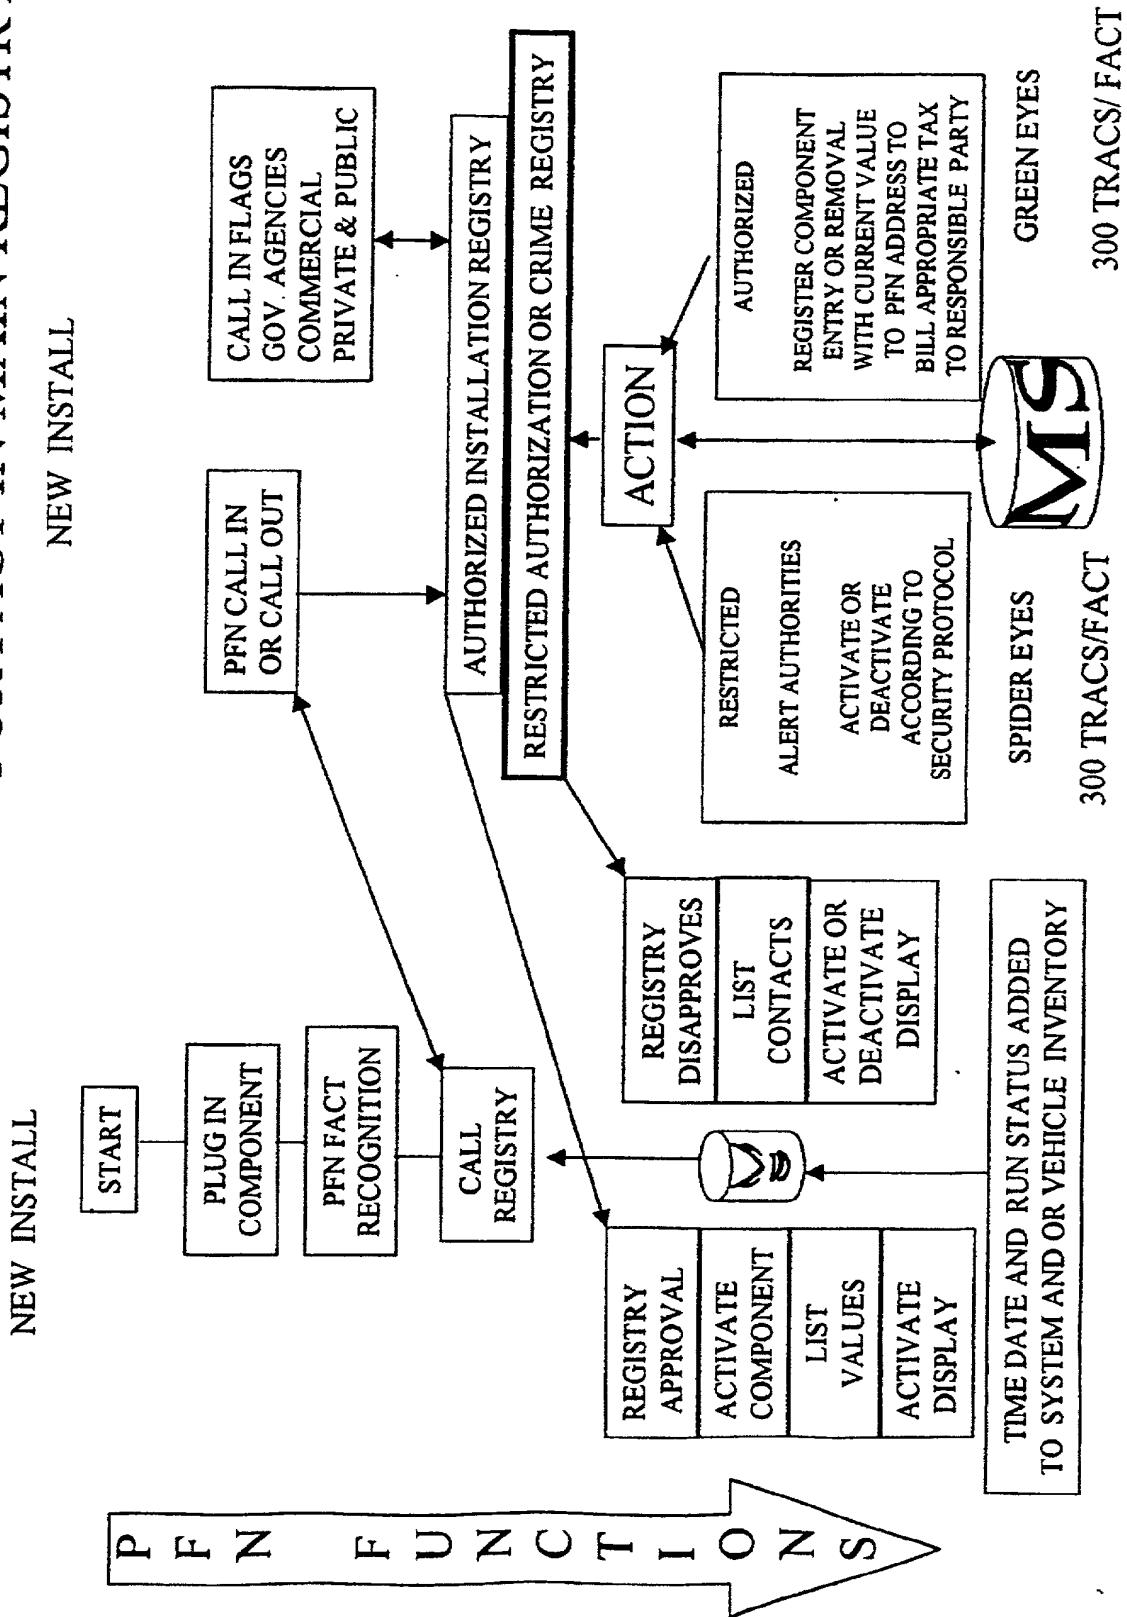 IN MAIN REGISTRY
NEW INSTALL
NEW INSTALL
PFN FUNCTIONS
START
PLUG IN
COMPONENT
PFN FACT
RECOGNITION
CALL
REGISTRY
PFN CALL IN
OR CALL OUT
CALL IN FLAGS
GOV. AGENCIES
COMMERCIAL
PRIVATE & PUBLIC
AUTHORIZED INSTALLATION REGISTRY
RESTRICTED AUTHORIZATION OR CRIME REGISTRY
REGISTRY
APPROVAL
ACTIVATE
COMPONENT
LIST
VALUES
ACTIVATE
DISPLAY
REGISTRY
DISAPPROVES
LIST
CONTACTS
ACTIVATE OR
DEACTIVATE
DISPLAY
ACTION
RESTRICTED
ALERT AUTHORITIES
ACTIVATE OR
DEACTIVATE
ACCORDING TO
SECURITY PROTOCOL
AUTHORIZED
REGISTER COMPONENT
ENTRY OR REMOVAL
WITH CURRENT VALUE
TO PFN ADDRESS TO
BILL APPROPRIATE TAX
TO RESPONSIBLE PARTY
MS
TIME DATE AND RUN STATUS ADDED
TO SYSTEM AND OR VEHICLE INVENTORY
SPIDER EYES
300 TRACS/FACT
GREEN EYES
300 TRACS/ FACT